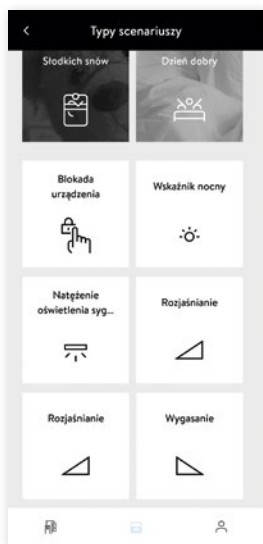 Typy scenariuszy
Słodkich snów
Dzień dobry
Blokada
urządzenia
Wskaźnik nocny
Natężenie
oświetlenia syg...
Rozjaśnianie
Rozjaśnianie
Wygasanie